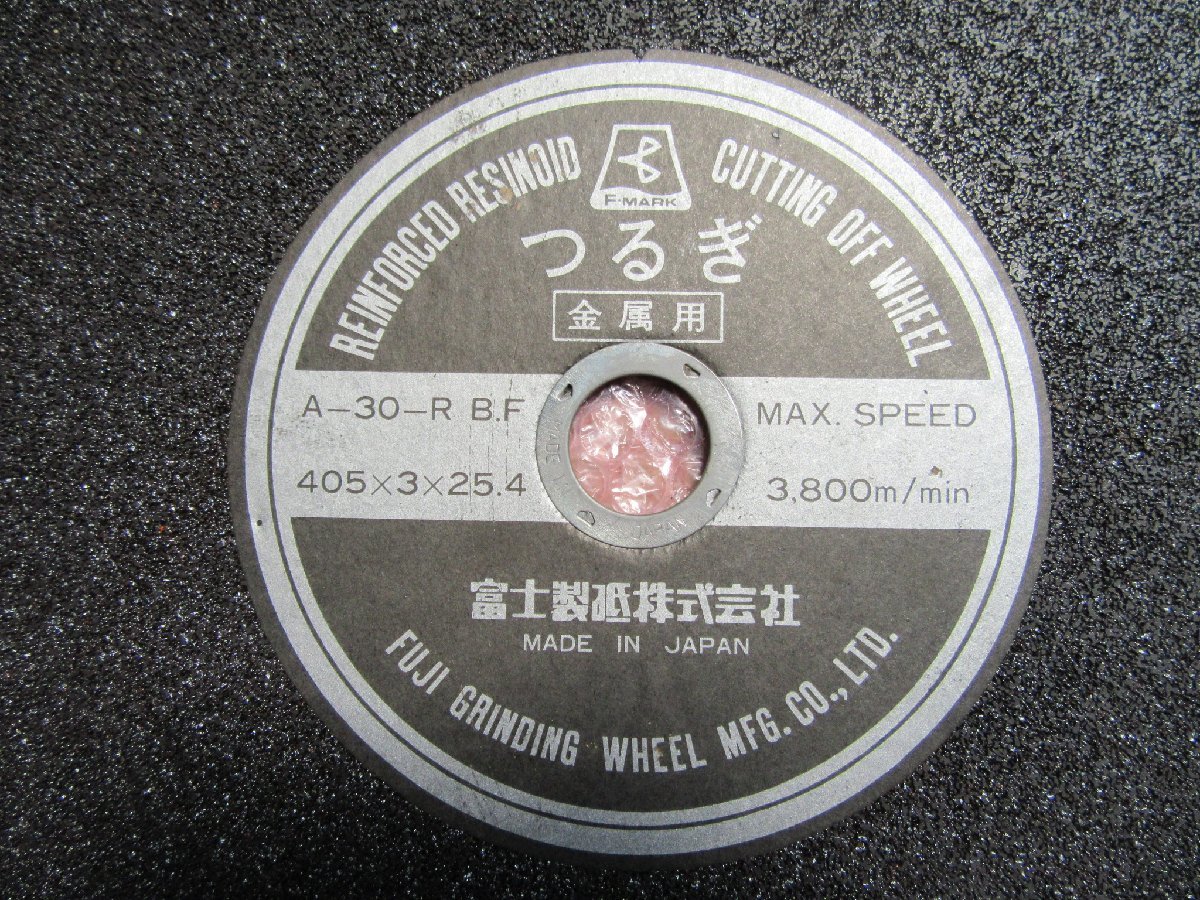 REINFORCED RESINOID CUTTING OFF WHEEL
F-MARK
つるぎ
金属用
A-30-R B.F
405×3×25.4
MAX. SPEED
3,800m/min
JAPAN
富士製砥株式会社
MADE IN JAPAN
FUJI GRINDING WHEEL MFG. CO., LTD.